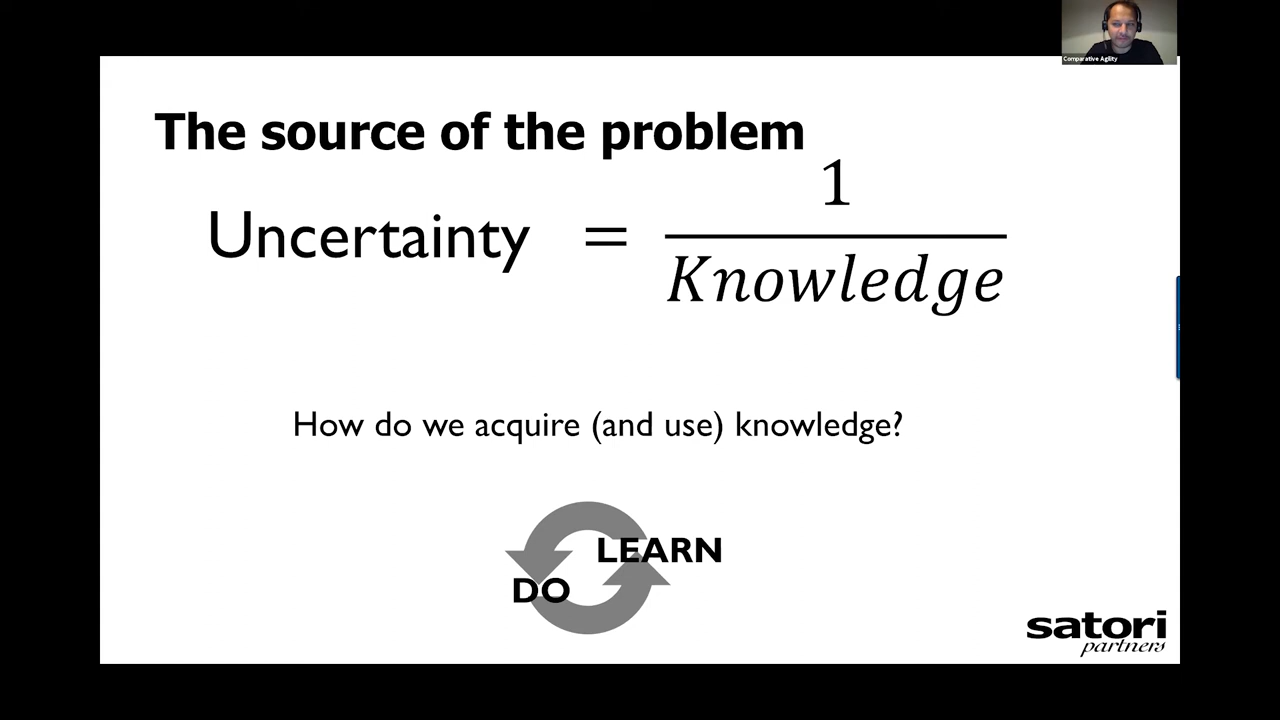 Comparative Agility
The source of the problem
Uncertainty = 1
Knowledge
How do we acquire (and use) knowledge?
LEARN
DO
satori
partners